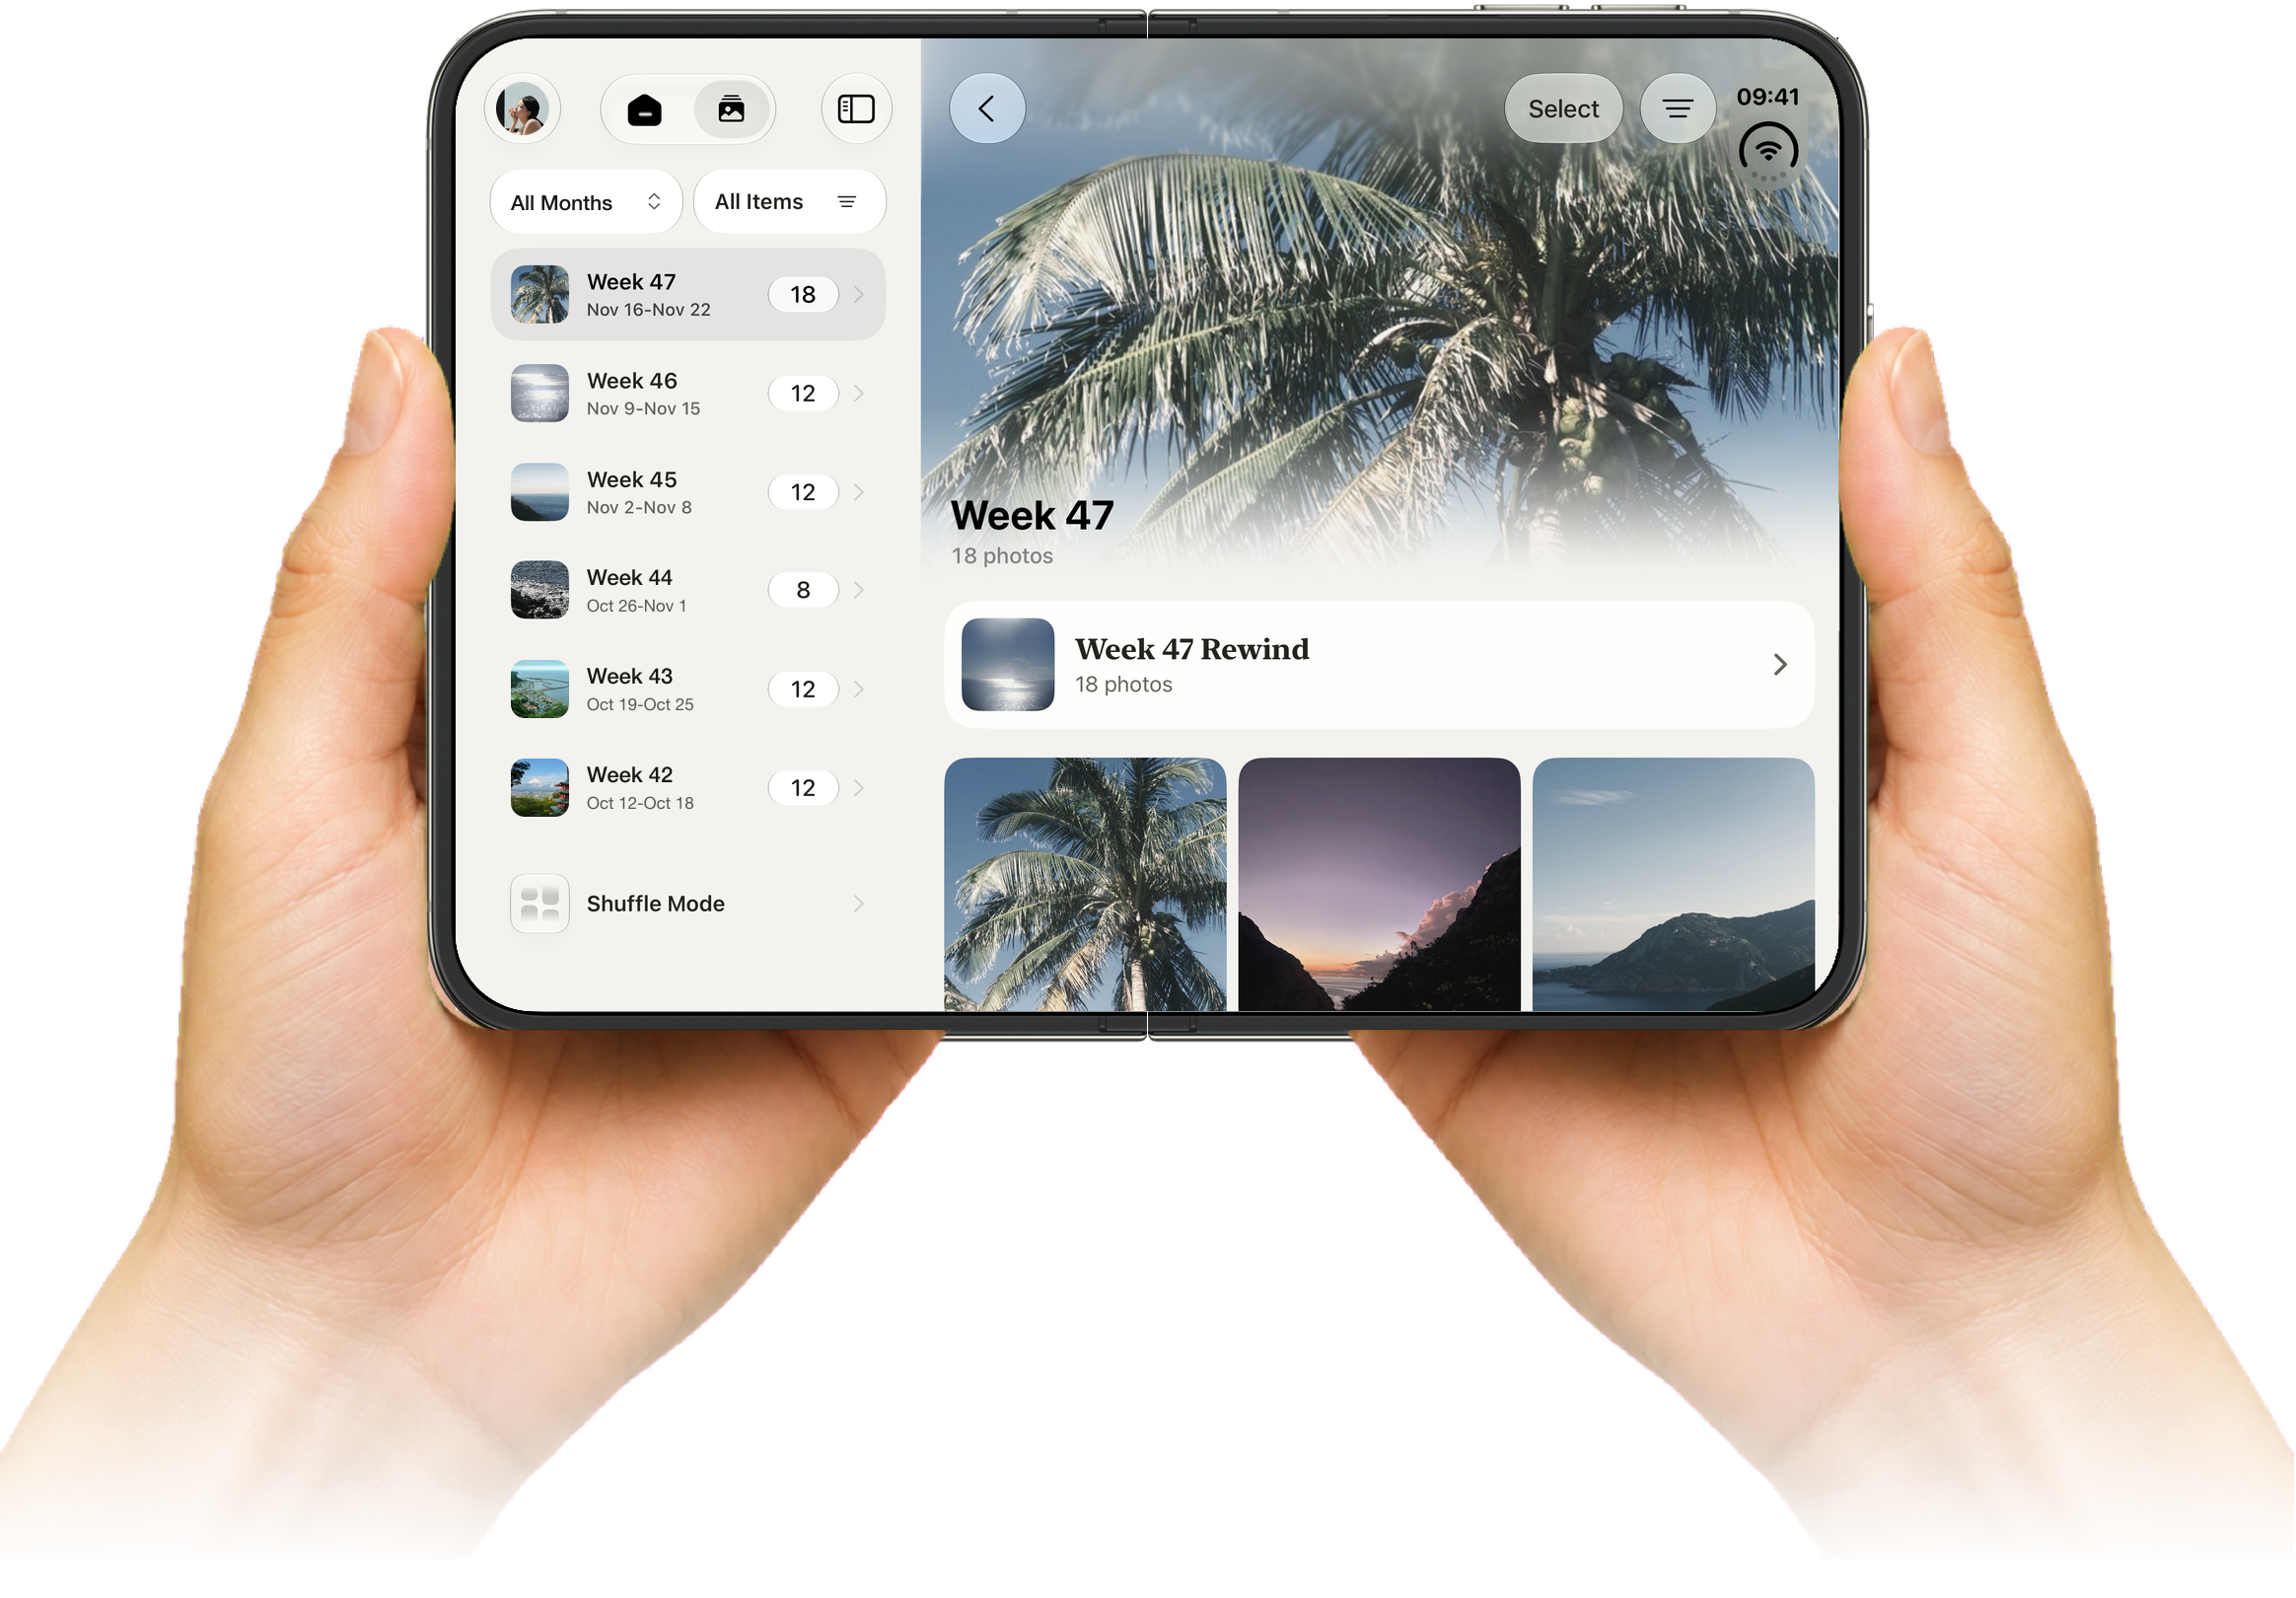 Select
09:41
All Months
All Items
Week 47
Nov 16-Nov 22
18
Week 46
Nov 9-Nov 15
12
Week 45
Nov 2-Nov 8
12
Week 44
Oct 26-Nov 1
8
Week 43
Oct 19-Oct 25
12
Week 42
Oct 12-Oct 18
12
Shuffle Mode
Week 47
18 photos
Week 47 Rewind
18 photos